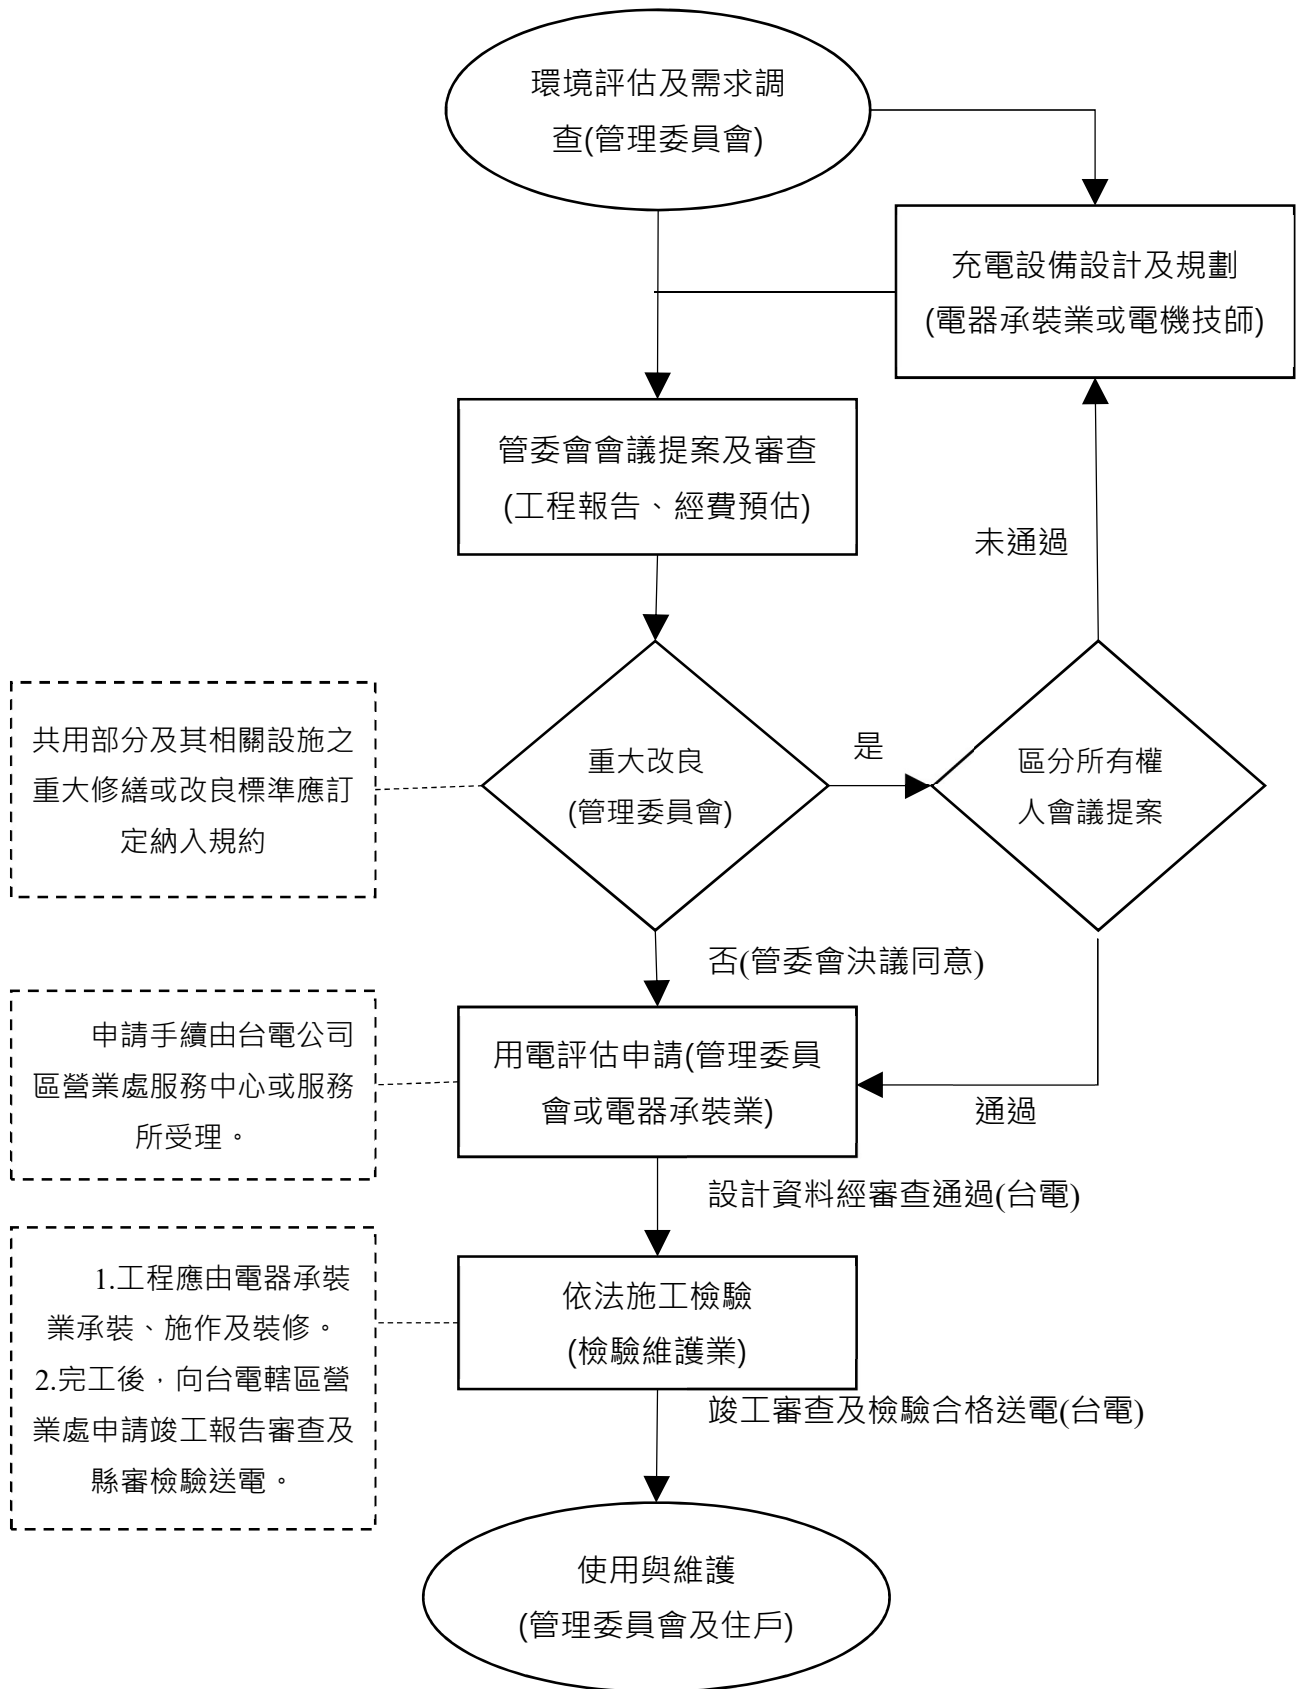 環境評估及需求調
查(管理委員會)
充電設備設計及規劃
(電器承裝業或電機技師)
管委會會議提案及審查
(工程報告、經費預估)
未通過
共用部分及其相關設施之
重大修繕或改良標準應訂
定納入規約
重大改良
(管理委員會)
是
區分所有權
人會議提案
否(管委會決議同意)
申請手續由台電公司
區營業處服務中心或服務
所受理。
用電評估申請(管理委員
會或電器承裝業)
通過
設計資料經審查通過(台電)
1.工程應由電器承裝
業承裝、施作及裝修。
2.完工後，向台電轄區營
業處申請竣工報告審查及
縣審檢驗送電。
依法施工檢驗
(檢驗維護業)
竣工審查及檢驗合格送電(台電)
使用與維護
(管理委員會及住戶)